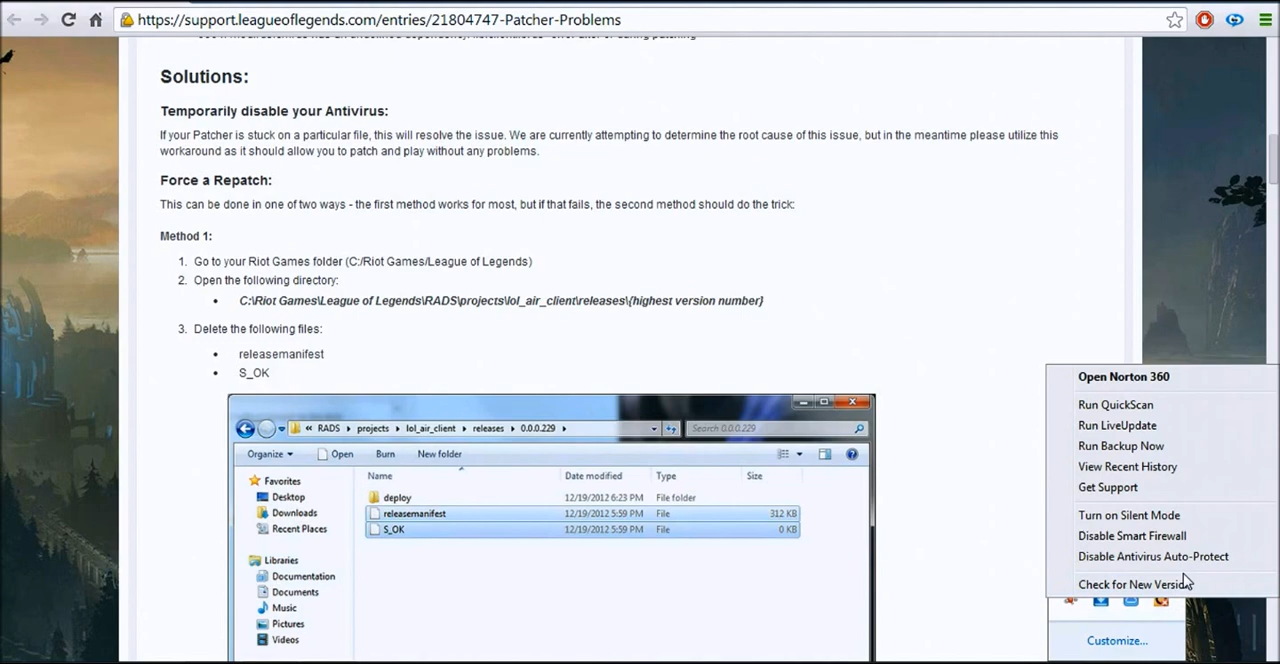 https://support.leagueoflegends.com/entries/21804747-Patcher-Problems
Solutions:
Temporarily disable your Antivirus:
If your Patcher is stuck on a particular file, this will resolve the issue. We are currently attempting to determine the root cause of this issue, but in the meantime please utilize this
workaround as it should allow you to patch and play without any problems.
Force a Repatch:
This can be done in one of two ways - the first method works for most, but if that fails, the second method should do the trick:
Method 1:
1. Go to your Riot Games folder (C:/Riot Games/League of Legends)
2. Open the following directory:
• C:\Riot Games\League of Legends\RADS\projects\lol_air_client\releases\{highest version number}
3. Delete the following files:
• releasemanifest
• S_OK
« RADS projects lol_air_client releases 0.0.0.229 Search 0.0.0.229
Organize Open Burn New folder
Name Date modified Type Size
Favorites
Desktop
Downloads
Recent Places
Libraries
Documentation
Documents
Music
Pictures
Videos
deploy 12/19/2012 6:23 PM File folder
releasemanifest 12/19/2012 5:59 PM File 312 KB
S_OK 12/19/2012 5:59 PM File 0 KB
Open Norton 360
Run QuickScan
Run LiveUpdate
Run Backup Now
View Recent History
Get Support
Turn on Silent Mode
Disable Smart Firewall
Disable Antivirus Auto-Protect
Check for New Version
Customize...